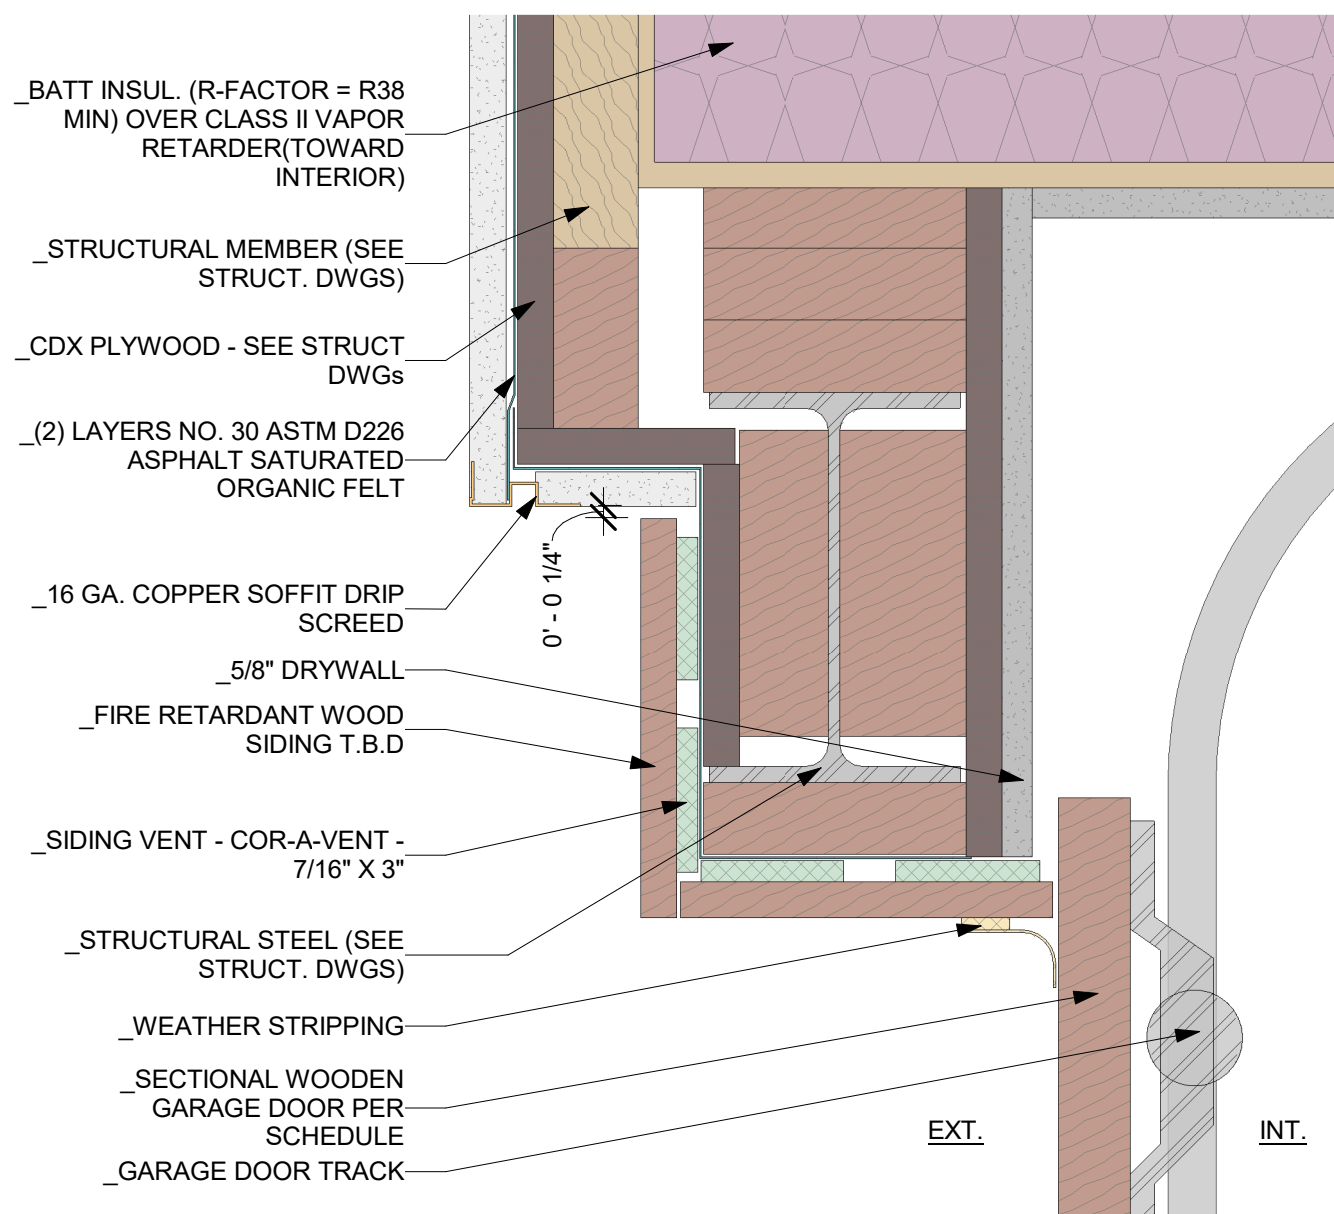 _BATT INSUL. (R-FACTOR = R38
MIN) OVER CLASS II VAPOR
RETARDER(TOWARD
INTERIOR)
_STRUCTURAL MEMBER (SEE
STRUCT. DWGS)
_CDX PLYWOOD - SEE STRUCT
DWGs
_(2) LAYERS NO. 30 ASTM D226
ASPHALT SATURATED
ORGANIC FELT
0' - 0 1/4"
_16 GA. COPPER SOFFIT DRIP
SCREED
_5/8" DRYWALL
_FIRE RETARDANT WOOD
SIDING T.B.D
_SIDING VENT - COR-A-VENT -
7/16" X 3"
_STRUCTURAL STEEL (SEE
STRUCT. DWGS)
_WEATHER STRIPPING
_SECTIONAL WOODEN
GARAGE DOOR PER
SCHEDULE
_GARAGE DOOR TRACK
EXT.
INT.